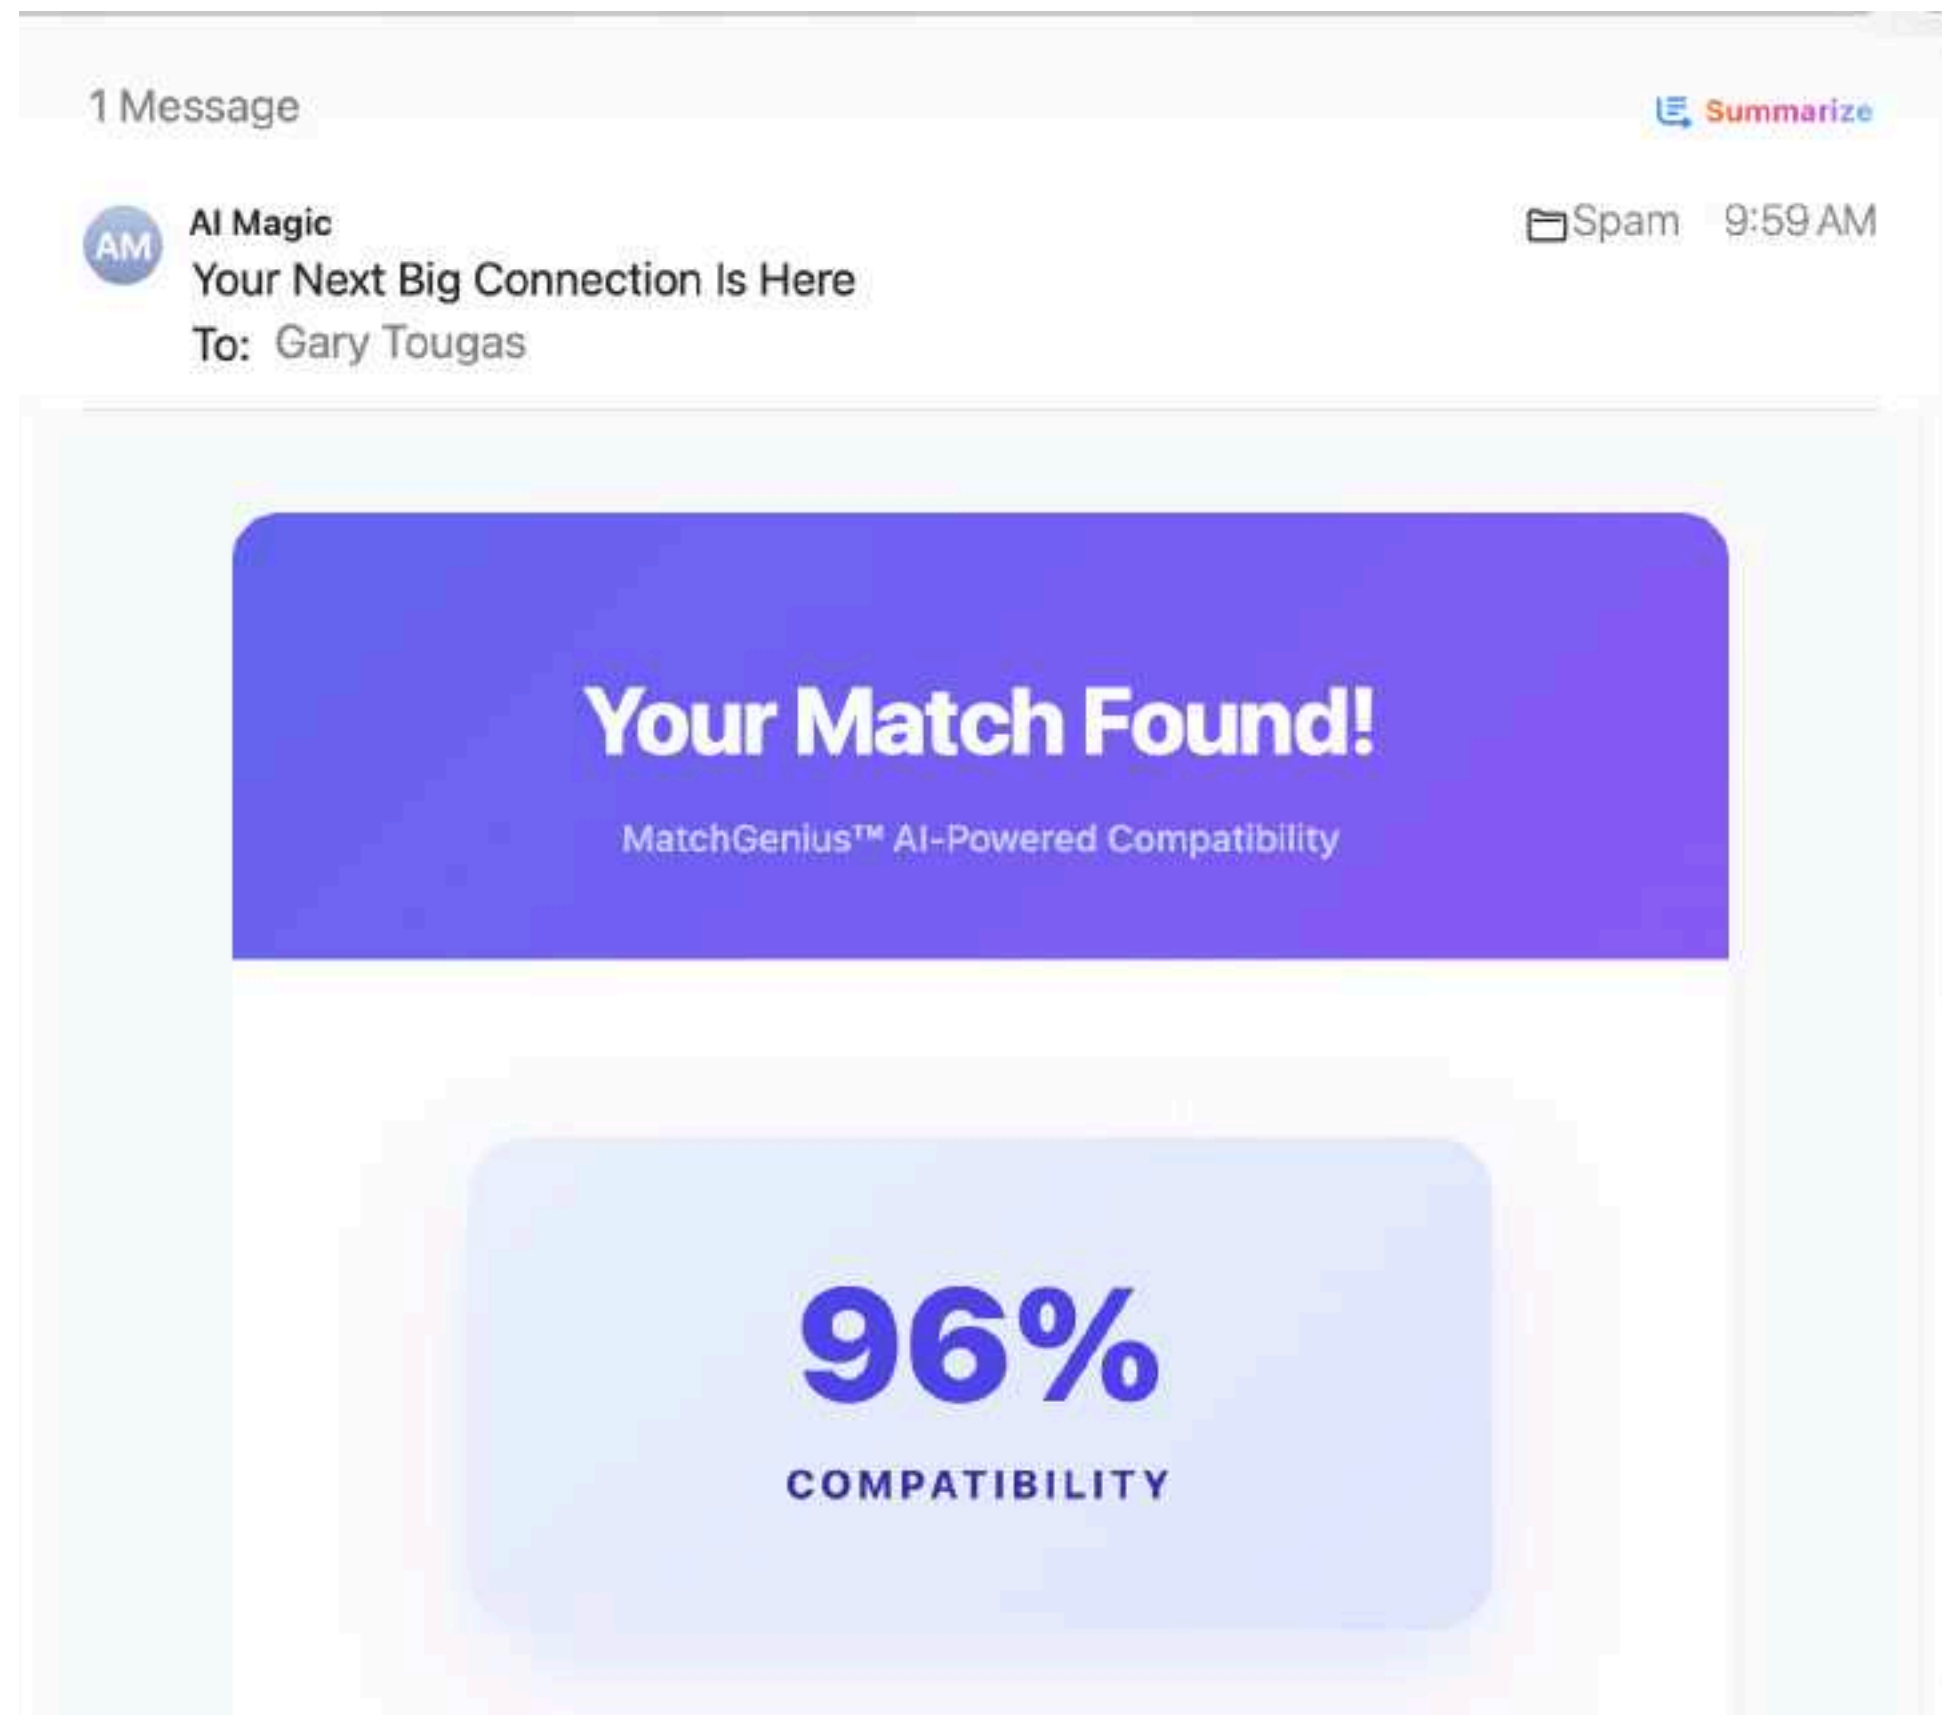 1 Message
Summarize
AM
AI Magic
Spam 9:59 AM
Your Next Big Connection Is Here
To: Gary Tougas
Your Match Found!
MatchGenius™ AI-Powered Compatibility
96%
COMPATIBILITY